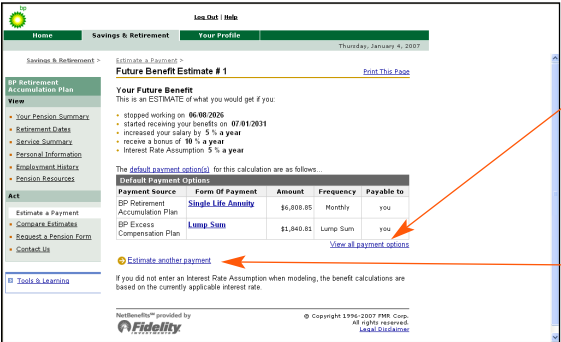 bp
Log Out | Help
Home Savings & Retirement Your Profile
Thursday, January 4, 2007
Savings & Retirement >
BP Retirement
Accumulation Plan
View
Your Pension Summary
Retirement Dates
Service Summary
Personal Information
Employment History
Pension Resources
Act
Estimate a Payment
Compare Estimates
Request a Pension Form
Contact Us
Tools & Learning
Estimate a Payment >
Future Benefit Estimate # 1
Print This Page
Your Future Benefit
This is an ESTIMATE of what you would get if you:
stopped working on 06/08/2026
started receiving your benefits on 07/01/2031
increased your salary by 5 % a year
receive a bonus of 10 % a year
Interest Rate Assumption 5 % a year
The default payment option(s) for this calculation are as follows...
Default Payment Options
Payment Source Form Of Payment Amount Frequency Payable to
BP Retirement
Accumulation Plan Single Life Annuity $6,808.85 Monthly you
BP Excess
Compensation Plan Lump Sum $1,840.81 Lump Sum you
View all payment options
Estimate another payment
If you did not enter an Interest Rate Assumption when modeling, the benefit calculations are
based on the currently applicable interest rate.
NetBenefits℠ provided by
Fidelity
INVESTMENTS
© Copyright 1996-2007 FMR Corp.
All rights reserved.
Legal Disclaimer